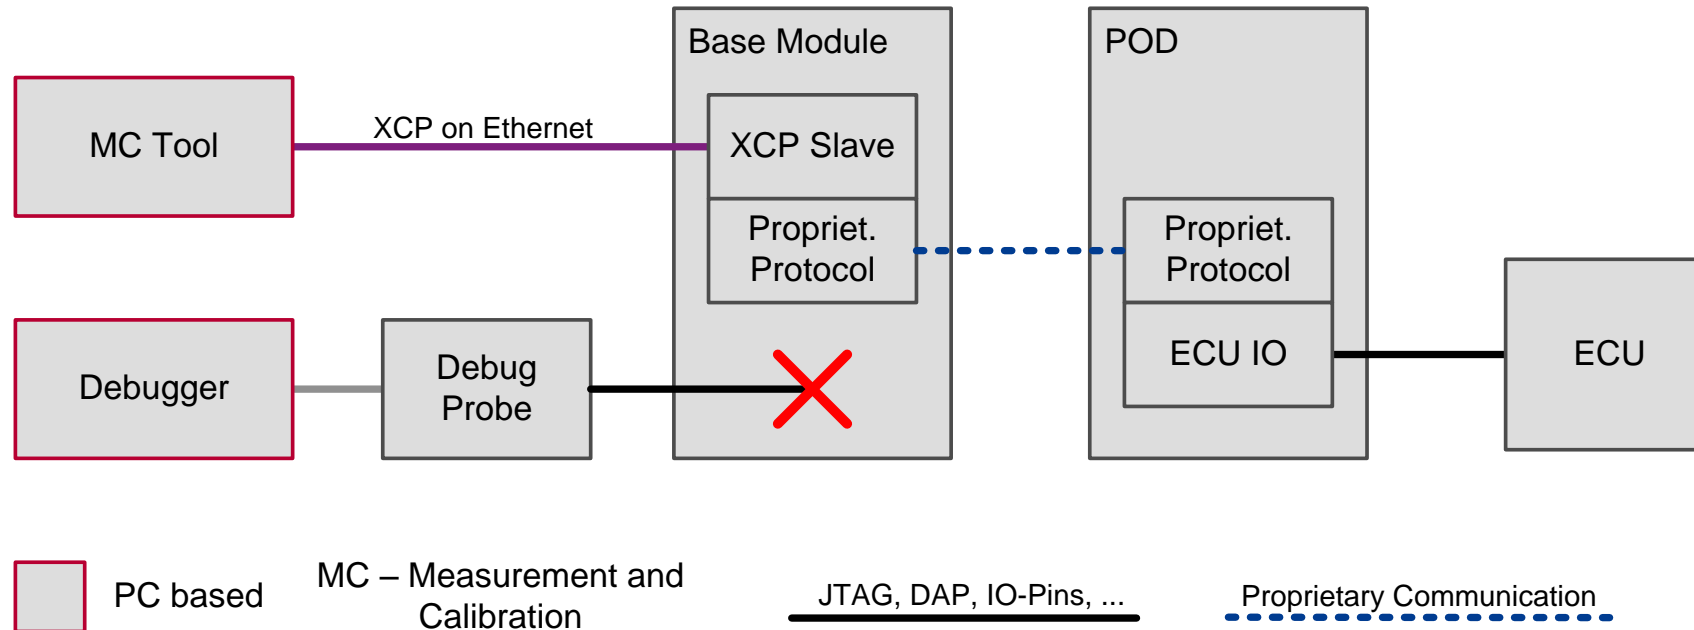 Base Module
POD
MC Tool
XCP on Ethernet
XCP Slave
Propriet.
Protocol
Propriet.
Protocol
Debugger
Debug
Probe
ECU IO
ECU
PC based
MC – Measurement and
Calibration
JTAG, DAP, IO-Pins, ...
Proprietary Communication